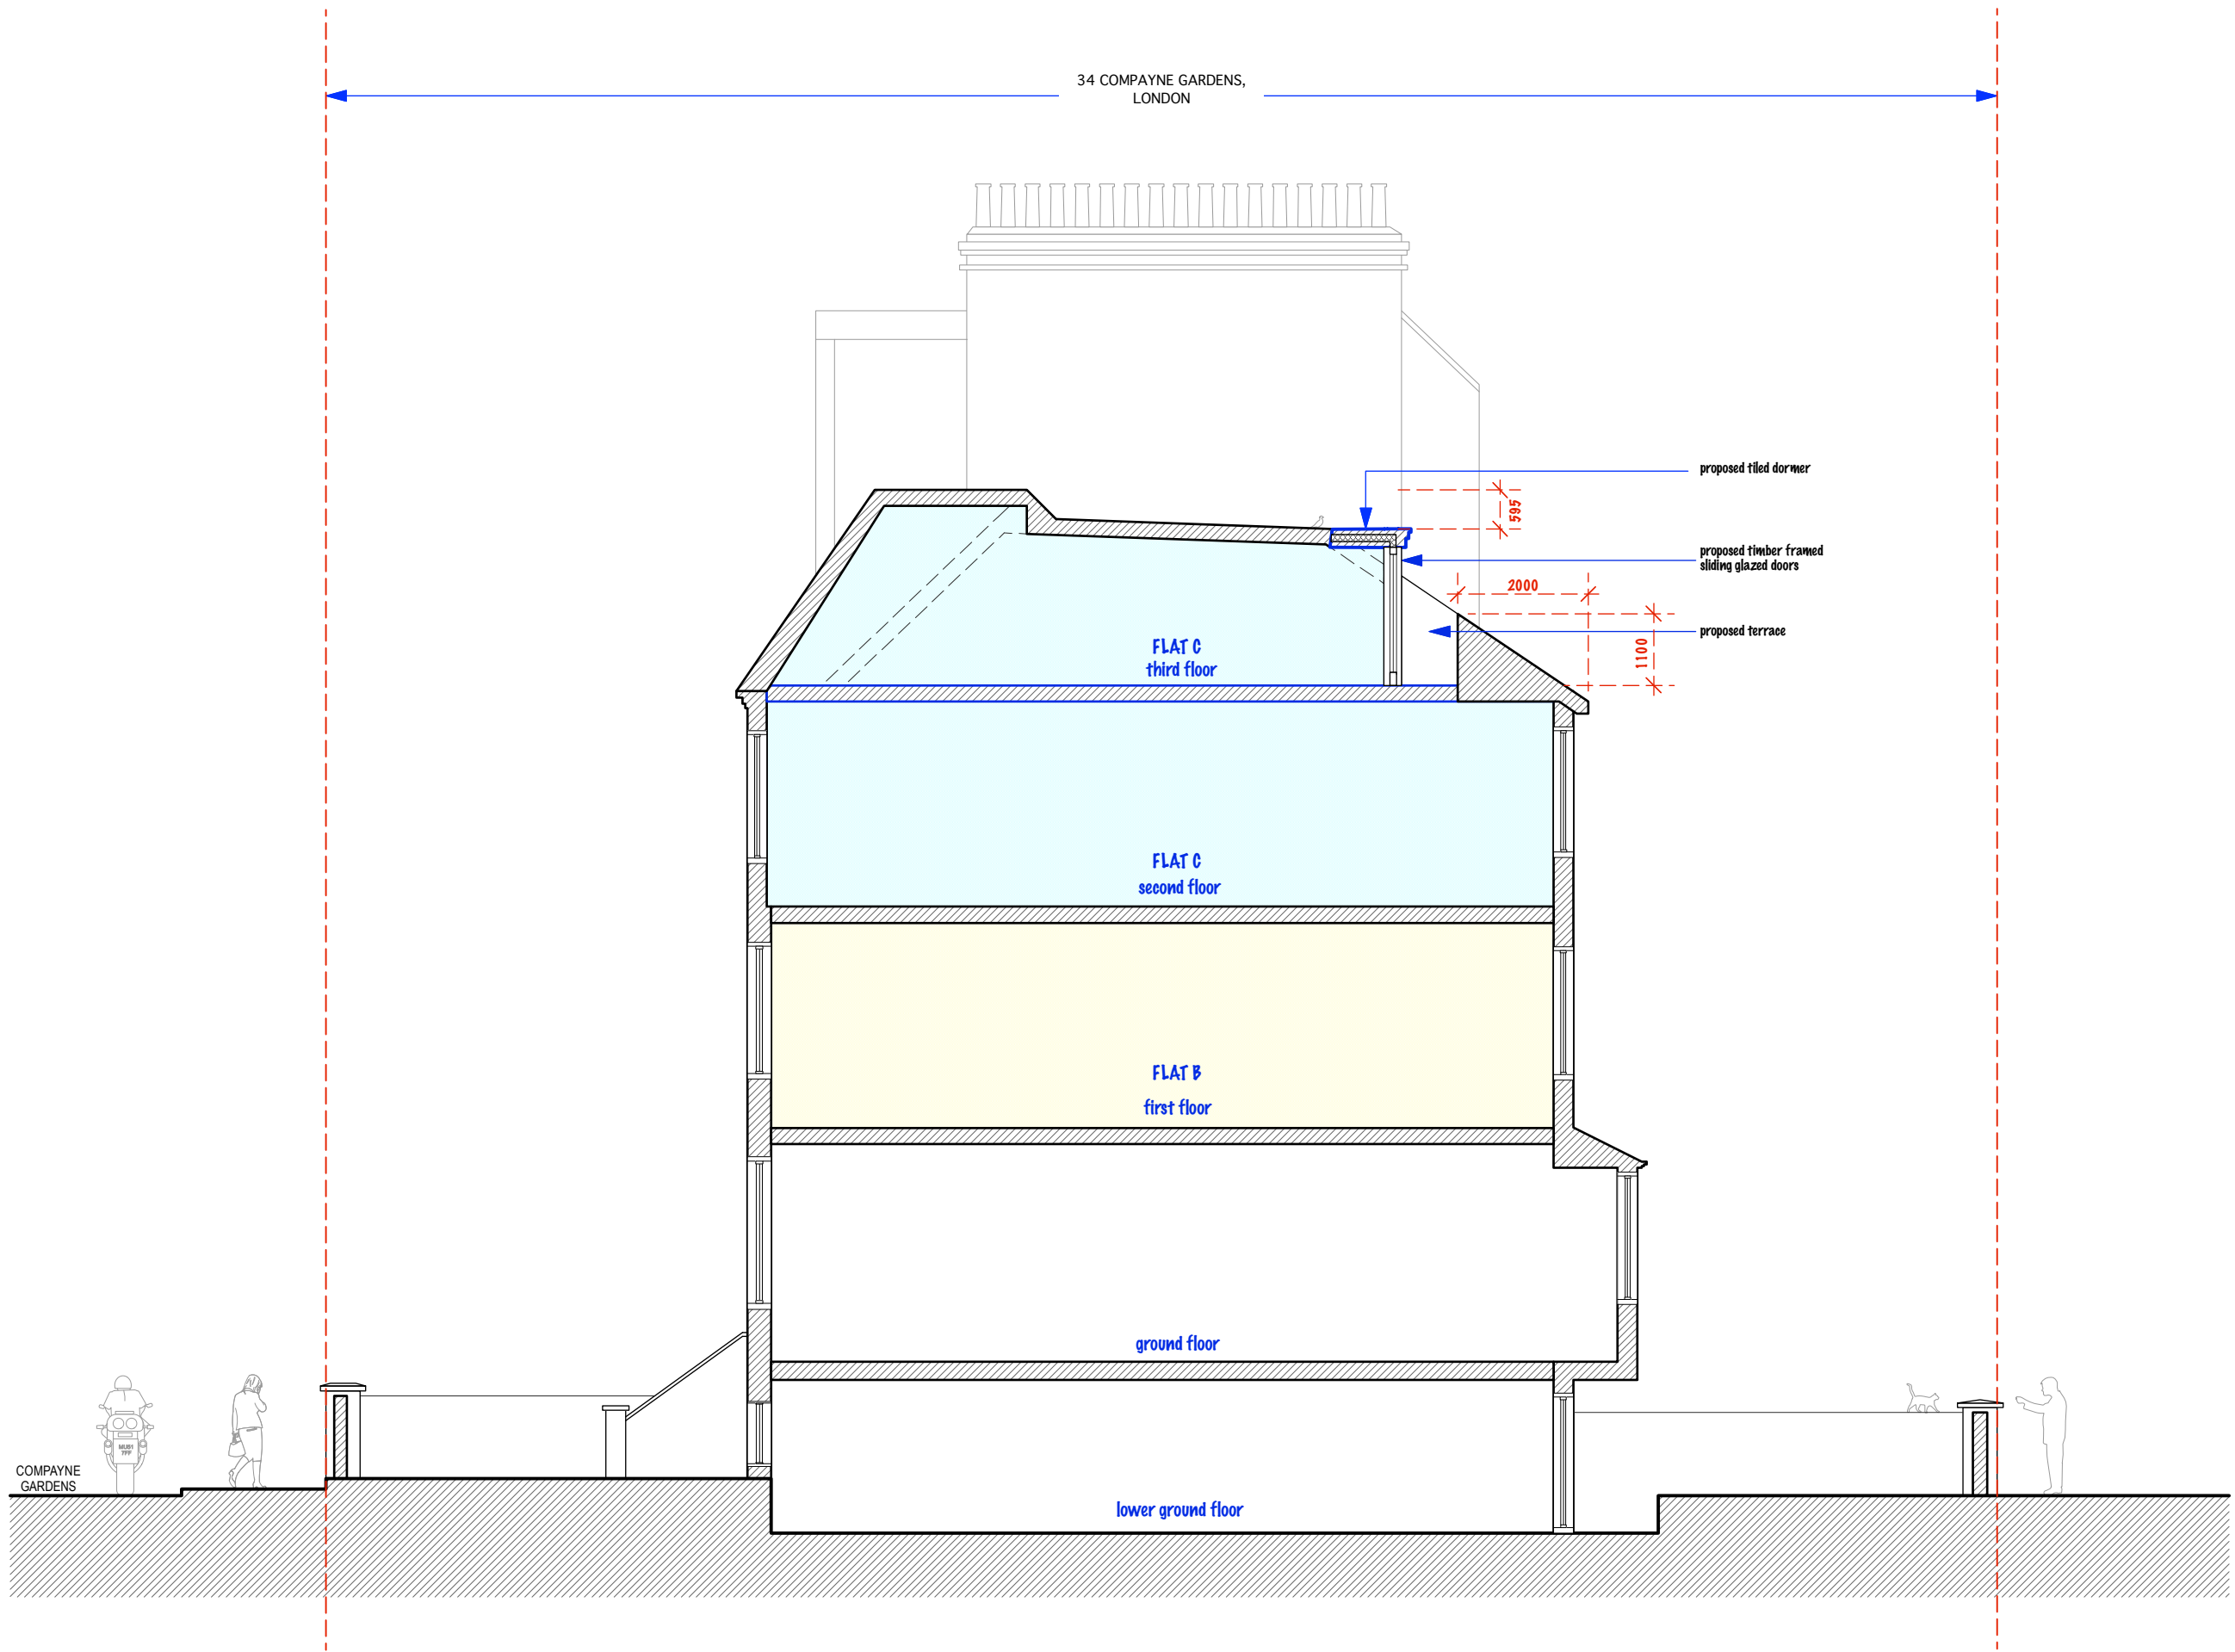 34 COMPAYNE GARDENS,
LONDON
proposed tiled dormer
595
proposed timber framed
sliding glazed doors
2000
proposed terrace
1100
FLAT C
third floor
FLAT C
second floor
FLAT B
first floor
ground floor
COMPAYNE
GARDENS
lower ground floor